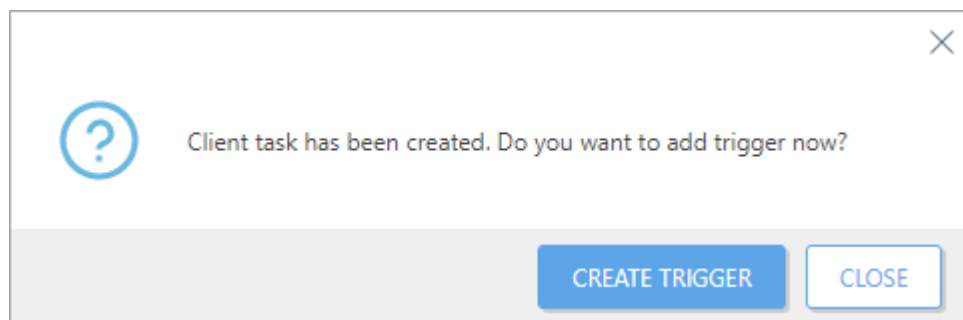 Client task has been created. Do you want to add trigger now?
CREATE TRIGGER CLOSE